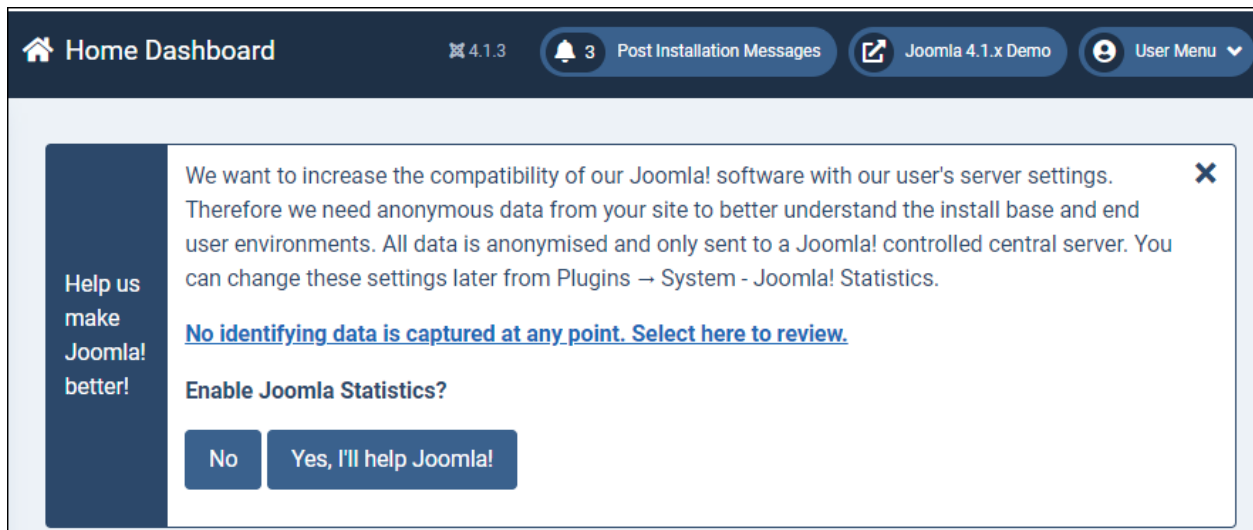 Home Dashboard 4.1.3 3 Post Installation Messages Joomla 4.1.x Demo User Menu
Help us
make
Joomla!
better!
We want to increase the compatibility of our Joomla! software with our user's server settings.
Therefore we need anonymous data from your site to better understand the install base and end
user environments. All data is anonymised and only sent to a Joomla! controlled central server. You
can change these settings later from Plugins → System - Joomla! Statistics.
No identifying data is captured at any point. Select here to review.
Enable Joomla Statistics?
No Yes, I'll help Joomla!